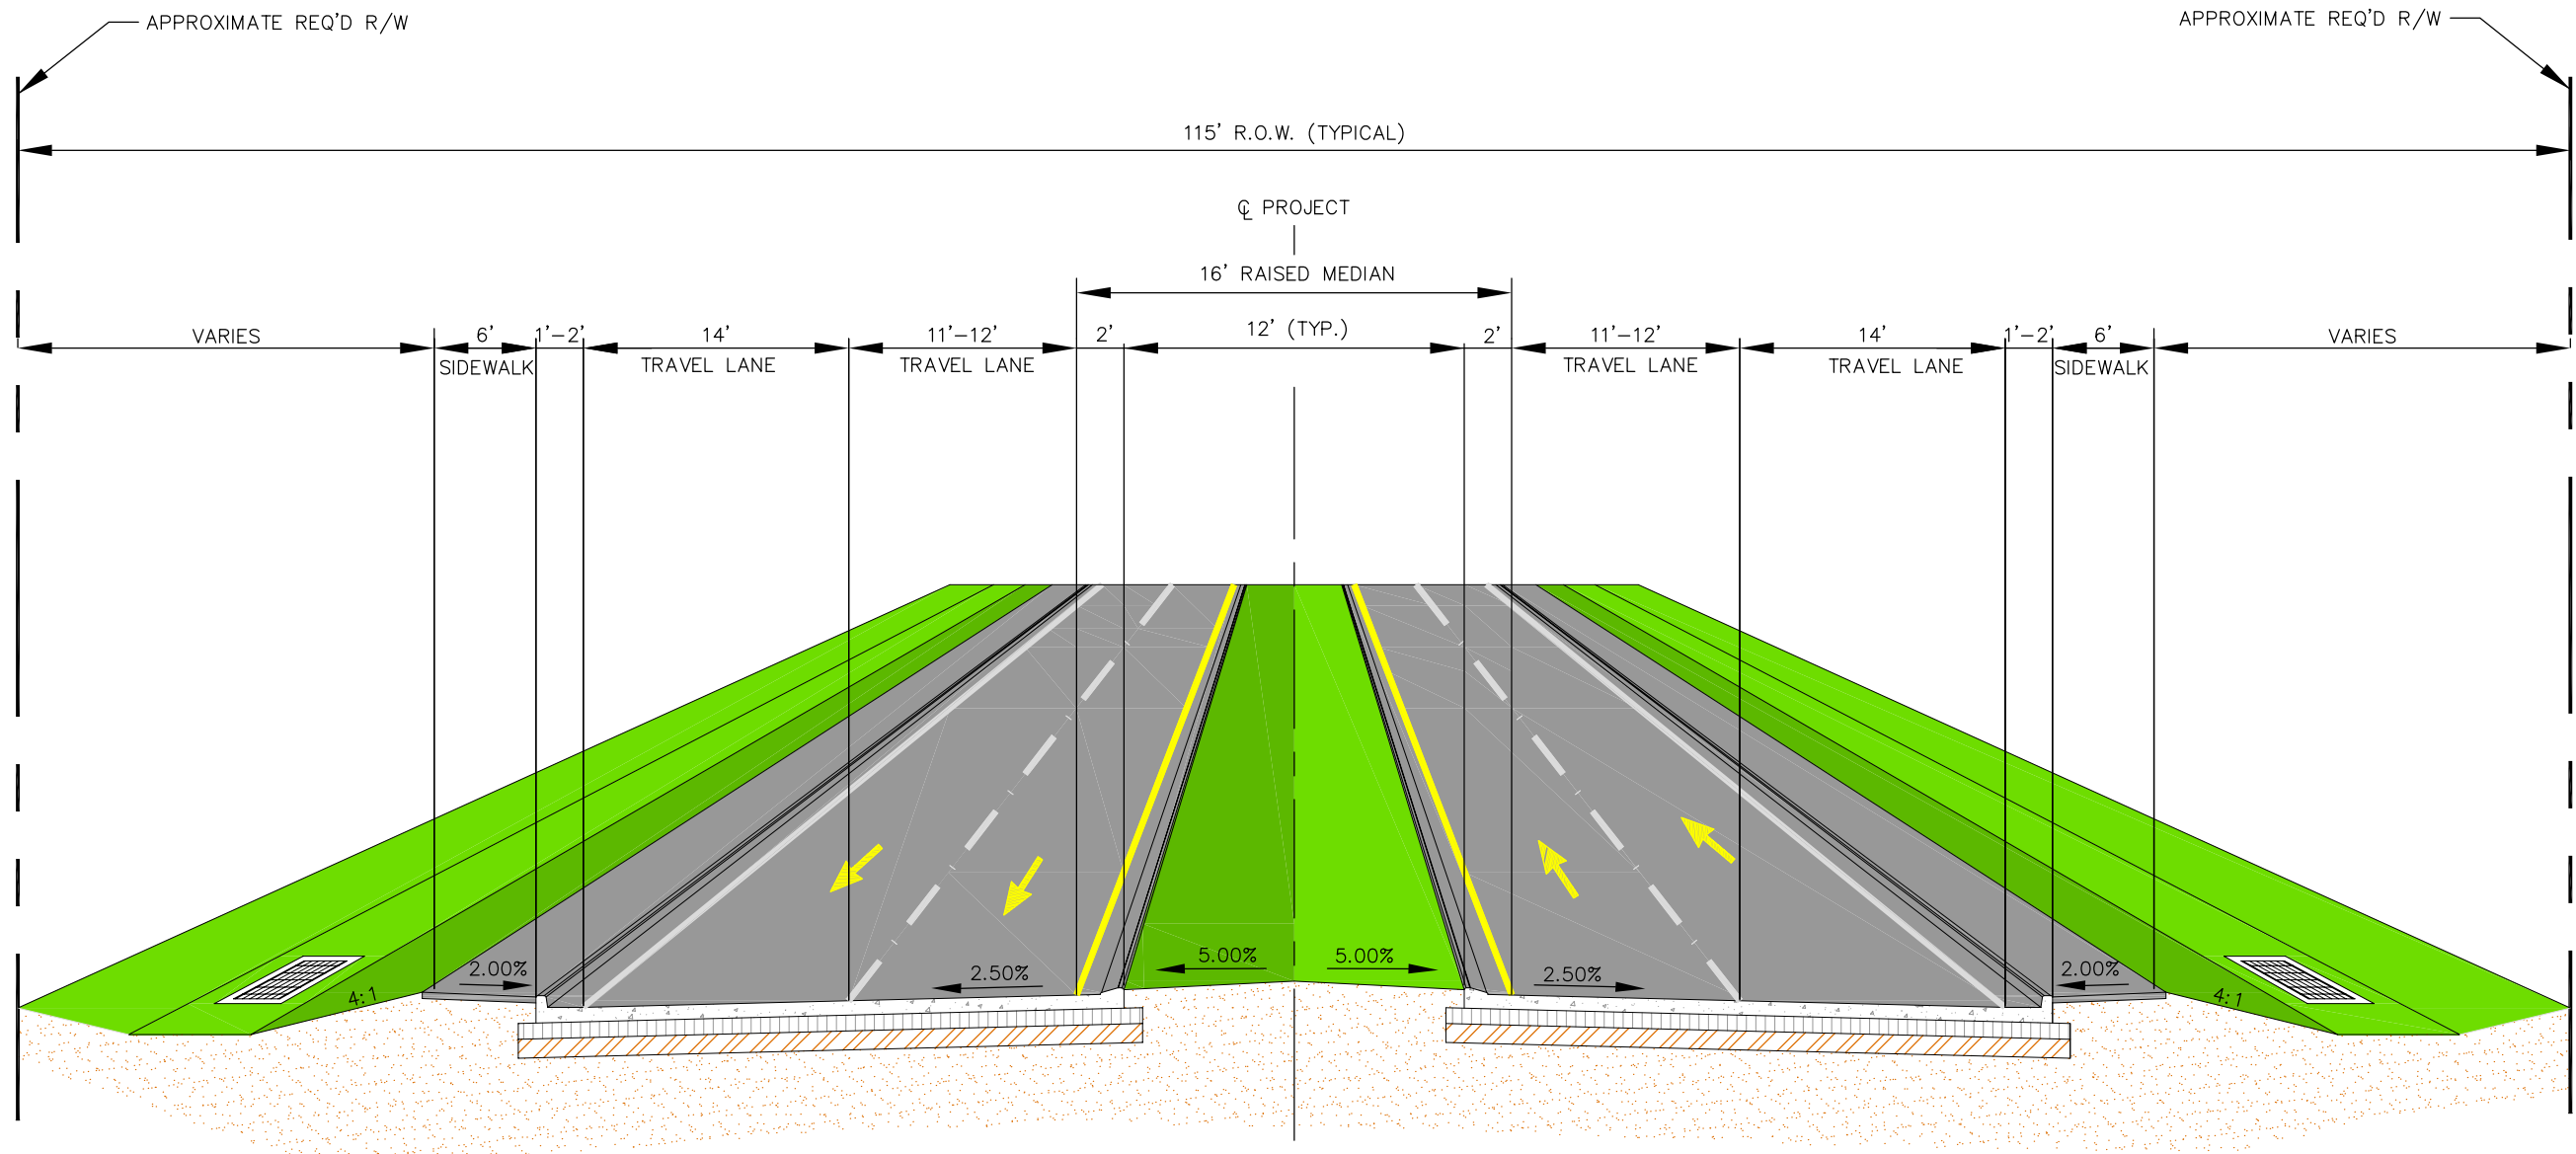 APPROXIMATE REQ'D R/W
APPROXIMATE REQ'D R/W
115' R.O.W. (TYPICAL)
℄ PROJECT
16' RAISED MEDIAN
VARIES
6'
1'-2'
14'
11'-12'
2'
12' (TYP.)
2'
11'-12'
14'
1'-2'
6'
VARIES
SIDEWALK
TRAVEL LANE
TRAVEL LANE
TRAVEL LANE
TRAVEL LANE
SIDEWALK
4:1
2.00%
2.50%
5.00%
5.00%
2.50%
2.00%
4:1